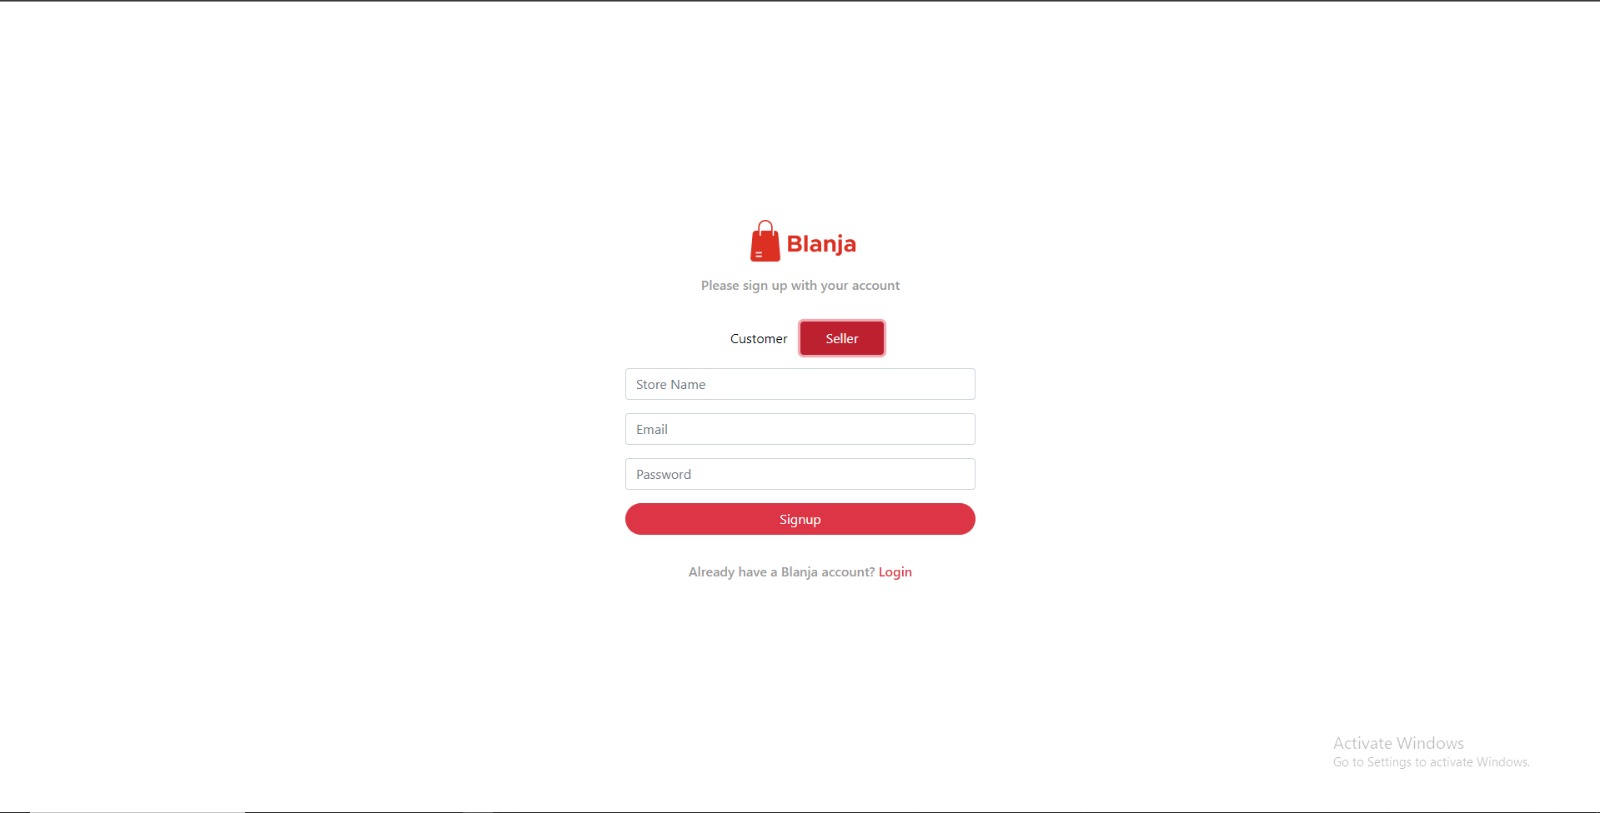 Blanja
Please sign up with your account
Customer Seller
Store Name
Email
Password
Signup
Already have a Blanja account? Login
Activate Windows
Go to Settings to activate Windows.